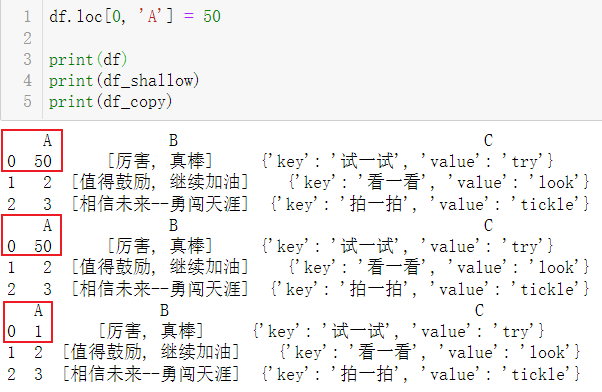 1 df.loc[0, 'A'] = 50
2
3 print(df)
4 print(df_shallow)
5 print(df_copy)
A B C
0 50 [厉害, 真棒] {'key': '试一试', 'value': 'try'}
1 2 [值得鼓励, 继续加油] {'key': '看一看', 'value': 'look'}
2 3 [相信未来--勇闯天涯] {'key': '拍一拍', 'value': 'tickle'}
A B C
0 50 [厉害, 真棒] {'key': '试一试', 'value': 'try'}
1 2 [值得鼓励, 继续加油] {'key': '看一看', 'value': 'look'}
2 3 [相信未来--勇闯天涯] {'key': '拍一拍', 'value': 'tickle'}
A B C
0 1 [厉害, 真棒] {'key': '试一试', 'value': 'try'}
1 2 [值得鼓励, 继续加油] {'key': '看一看', 'value': 'look'}
2 3 [相信未来--勇闯天涯] {'key': '拍一拍', 'value': 'tickle'}